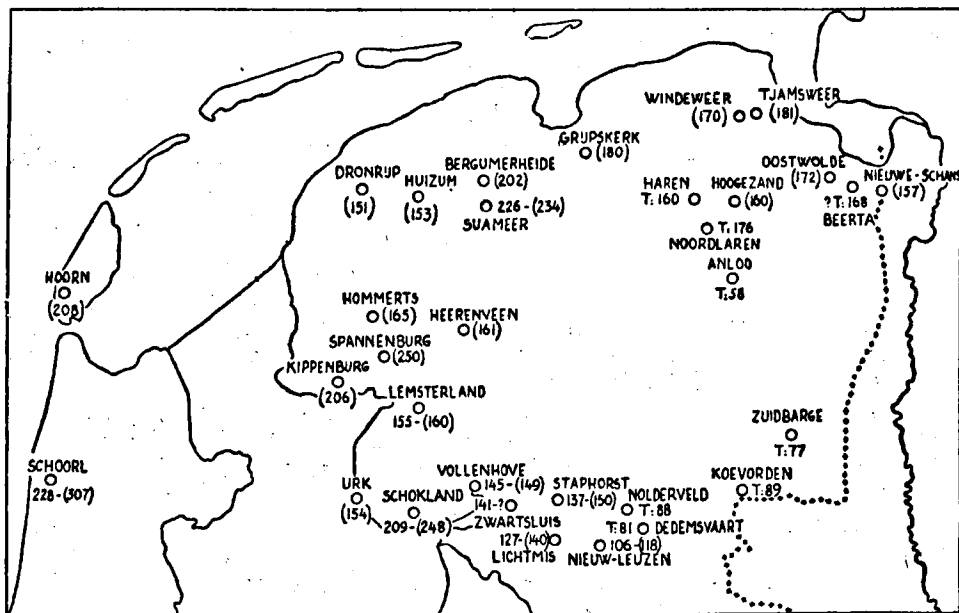 WINDEWEER
(170)
TJAMSWEER
(181)
GRIJPSKERK
(180)
DRONRIJP
(151)
HUIZUM
(153)
BERGUMERHEIDE
(202)
226-(234)
SUAMEER
HAREN
T: 160
HOOGEZAND
(160)
OOSTWOLDE
(172)
NIEUWE-SCHANS
(157)
? T: 168
BEERTA
T: 176
NOORDLAREN
ANLOO
T:58
HOORN
(208)
HOMMERTS
(165)
HEERENVEEN
(161)
SPANNENBURG
(250)
KIPPENBURG
(206)
LEMSTERLAND
155-(160)
ZUIDBARGE
T:77
SCHOORL
228-(307)
URK
(154)
SCHOKLAND
209-(248)
VOLLENHOVE
145-(149)
141-?
ZWARTSLUIS
STAPHORST
137-(150)
NOLDERVELD
T: 88
KOEVORDEN
T: 89
T:81
DEDEMSVAART
127-(140)
LICHTMIS
106-(118)
NIEUW-LEUZEN